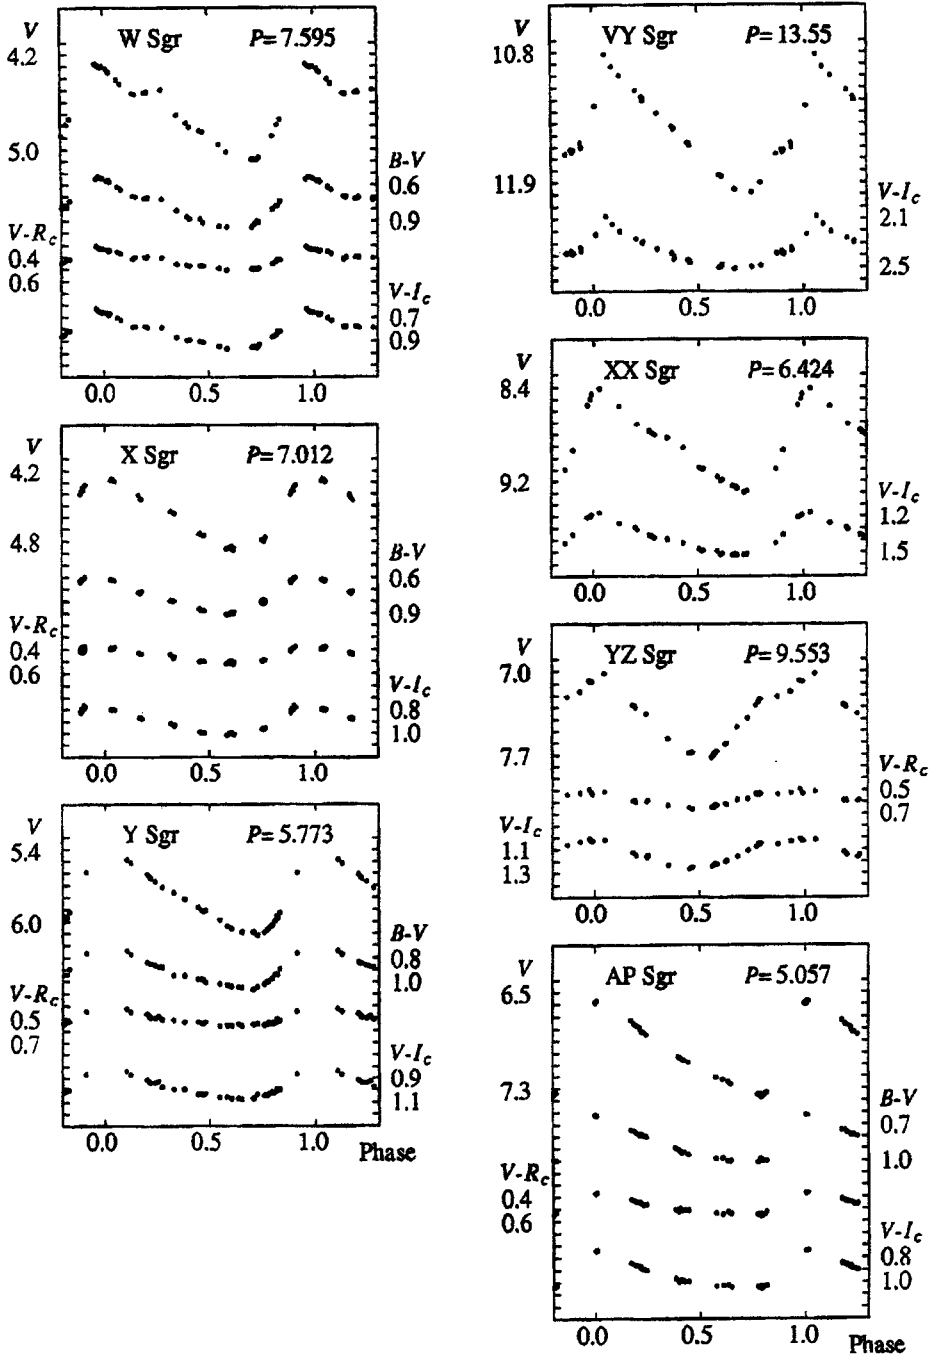 V
W Sgr P= 7.595
4.2
5.0
B-V
0.6
0.9
V-Rc
0.4
0.6
V-Ic
0.7
0.9
0.0 0.5 1.0
V
X Sgr P= 7.012
4.2
4.8
B-V
0.6
0.9
V-Rc
0.4
0.6
V-Ic
0.8
1.0
0.0 0.5 1.0
V
Y Sgr P= 5.773
5.4
6.0
B-V
0.8
1.0
V-Rc
0.5
0.7
V-Ic
0.9
1.1
0.0 0.5 1.0
Phase
V
VY Sgr P= 13.55
10.8
11.9
V-Ic
2.1
2.5
0.0 0.5 1.0
V
XX Sgr P= 6.424
8.4
9.2
V-Ic
1.2
1.5
0.0 0.5 1.0
V
YZ Sgr P= 9.553
7.0
7.7
V-Rc
0.5
0.7
V-Ic
1.1
1.3
0.0 0.5 1.0
V
AP Sgr P= 5.057
6.5
7.3
B-V
0.7
1.0
V-Rc
0.4
0.6
V-Ic
0.8
1.0
0.0 0.5 1.0
Phase